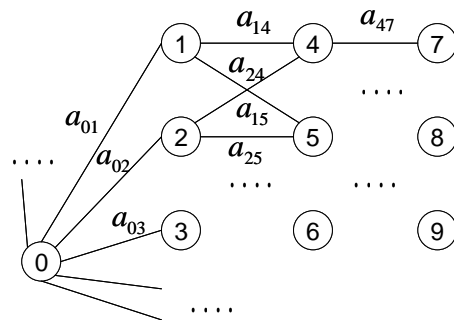 a14 a47
1 4 7
a24
....
a01 a15
2 5 8
.... a02 a25
.... ....
a03
3 6 9
0
....